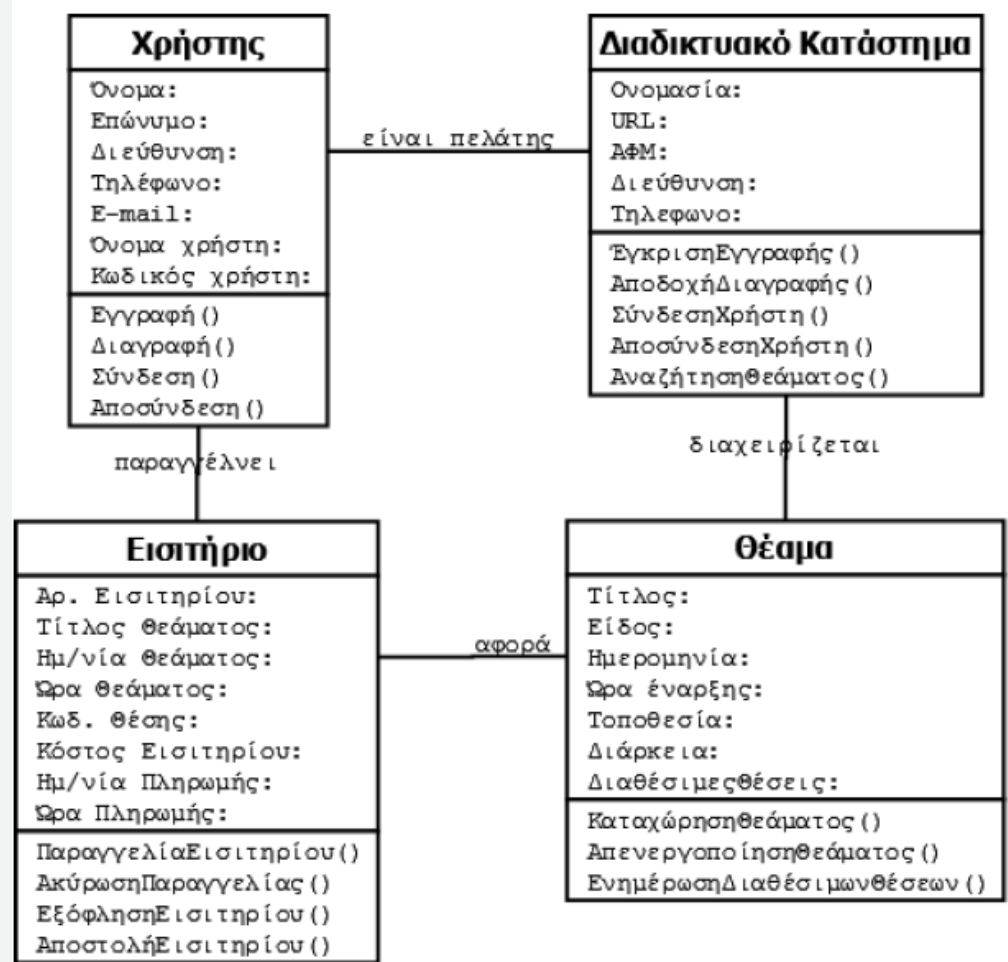 Χρήστης
Όνομα:
Επώνυμο:
Διεύθυνση:
Τηλέφωνο:
E-mail:
Όνομα χρήστη:
Κωδικός χρήστη:
Εγγραφή()
Διαγραφή()
Σύνδεση()
Αποσύνδεση()
είναι πελάτης
Διαδικτυακό Κατάστημα
Ονομασία:
URL:
ΑΦΜ:
Διεύθυνση:
Τηλεφωνο:
ΈγκρισηΕγγραφής()
ΑποδοχήΔιαγραφής()
ΣύνδεσηΧρήστη()
ΑποσύνδεσηΧρήστη()
ΑναζήτησηΘεάματος()
παραγγέλνει
διαχειρίζεται
Εισιτήριο
Αρ. Εισιτηρίου:
Τίτλος Θεάματος:
Ημ/νία Θεάματος:
Ώρα Θεάματος:
Κωδ. Θέσης:
Κόστος Εισιτηρίου:
Ημ/νία Πληρωμής:
Ώρα Πληρωμής:
ΠαραγγελίαΕισιτηρίου()
ΑκύρωσηΠαραγγελίας()
ΕξόφλησηΕισιτηρίου()
ΑποστολήΕισιτηρίου()
αφορά
Θέαμα
Τίτλος:
Είδος:
Ημερομηνία:
Ώρα έναρξης:
Τοποθεσία:
Διάρκεια:
ΔιαθέσιμεςΘέσεις:
ΚαταχώρησηΘεάματος()
ΑπενεργοποίησηΘεάματος()
ΕνημέρωσηΔιαθέσιμωνΘέσεων()